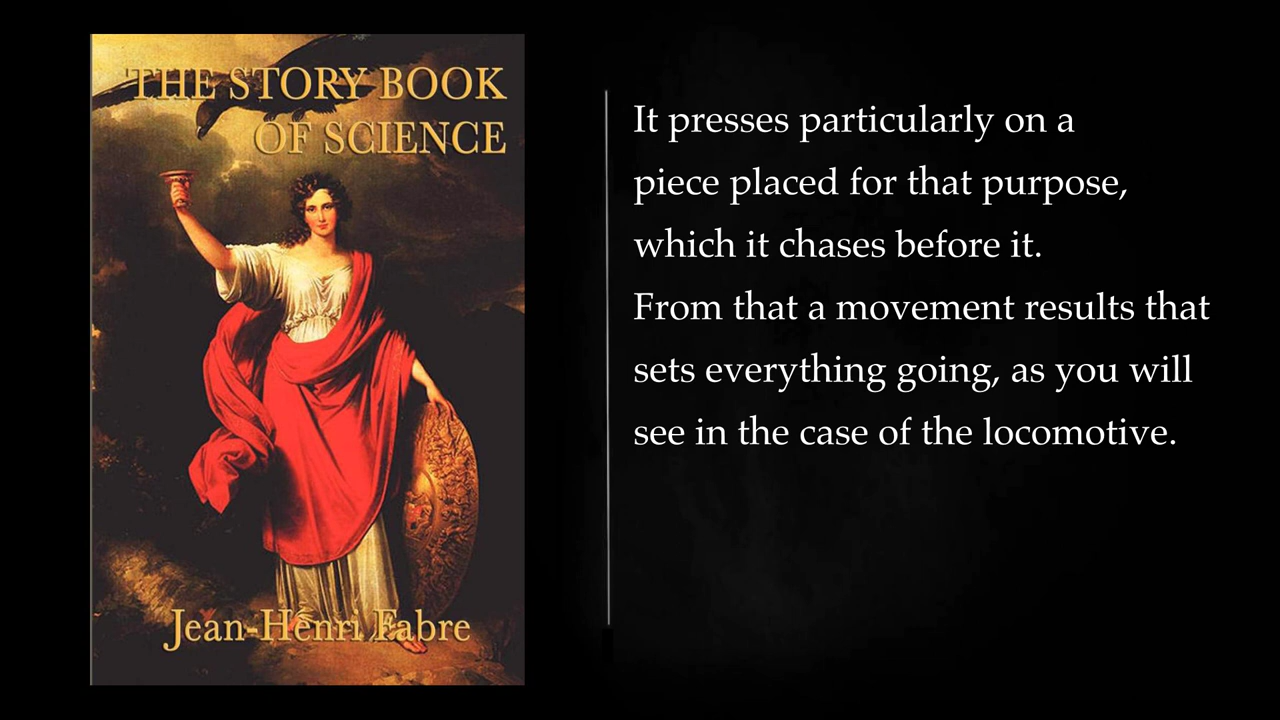 THE STORY BOOK
OF SCIENCE
Jean-Henri Fabre
It presses particularly on a
piece placed for that purpose,
which it chases before it.
From that a movement results that
sets everything going, as you will
see in the case of the locomotive.